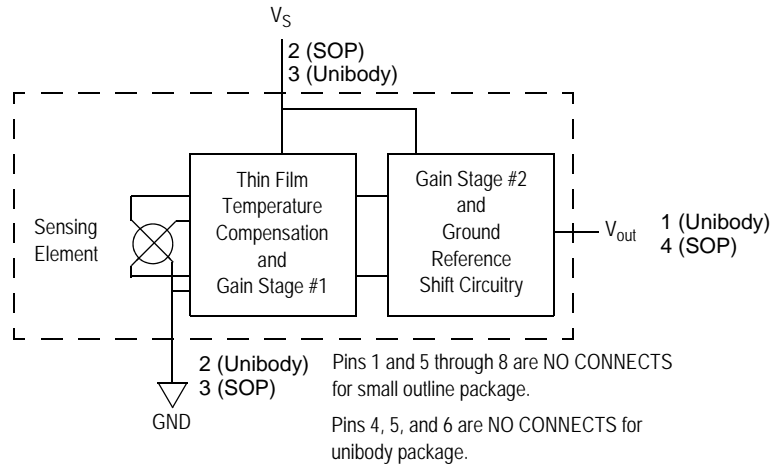 V_S
2 (SOP)
3 (Unibody)
Sensing
Element
Thin Film
Temperature
Compensation
and
Gain Stage #1
Gain Stage #2
and
Ground
Reference
Shift Circuitry
V_out
1 (Unibody)
4 (SOP)
2 (Unibody)
3 (SOP)
GND
Pins 1 and 5 through 8 are NO CONNECTS
for small outline package.
Pins 4, 5, and 6 are NO CONNECTS for
unibody package.